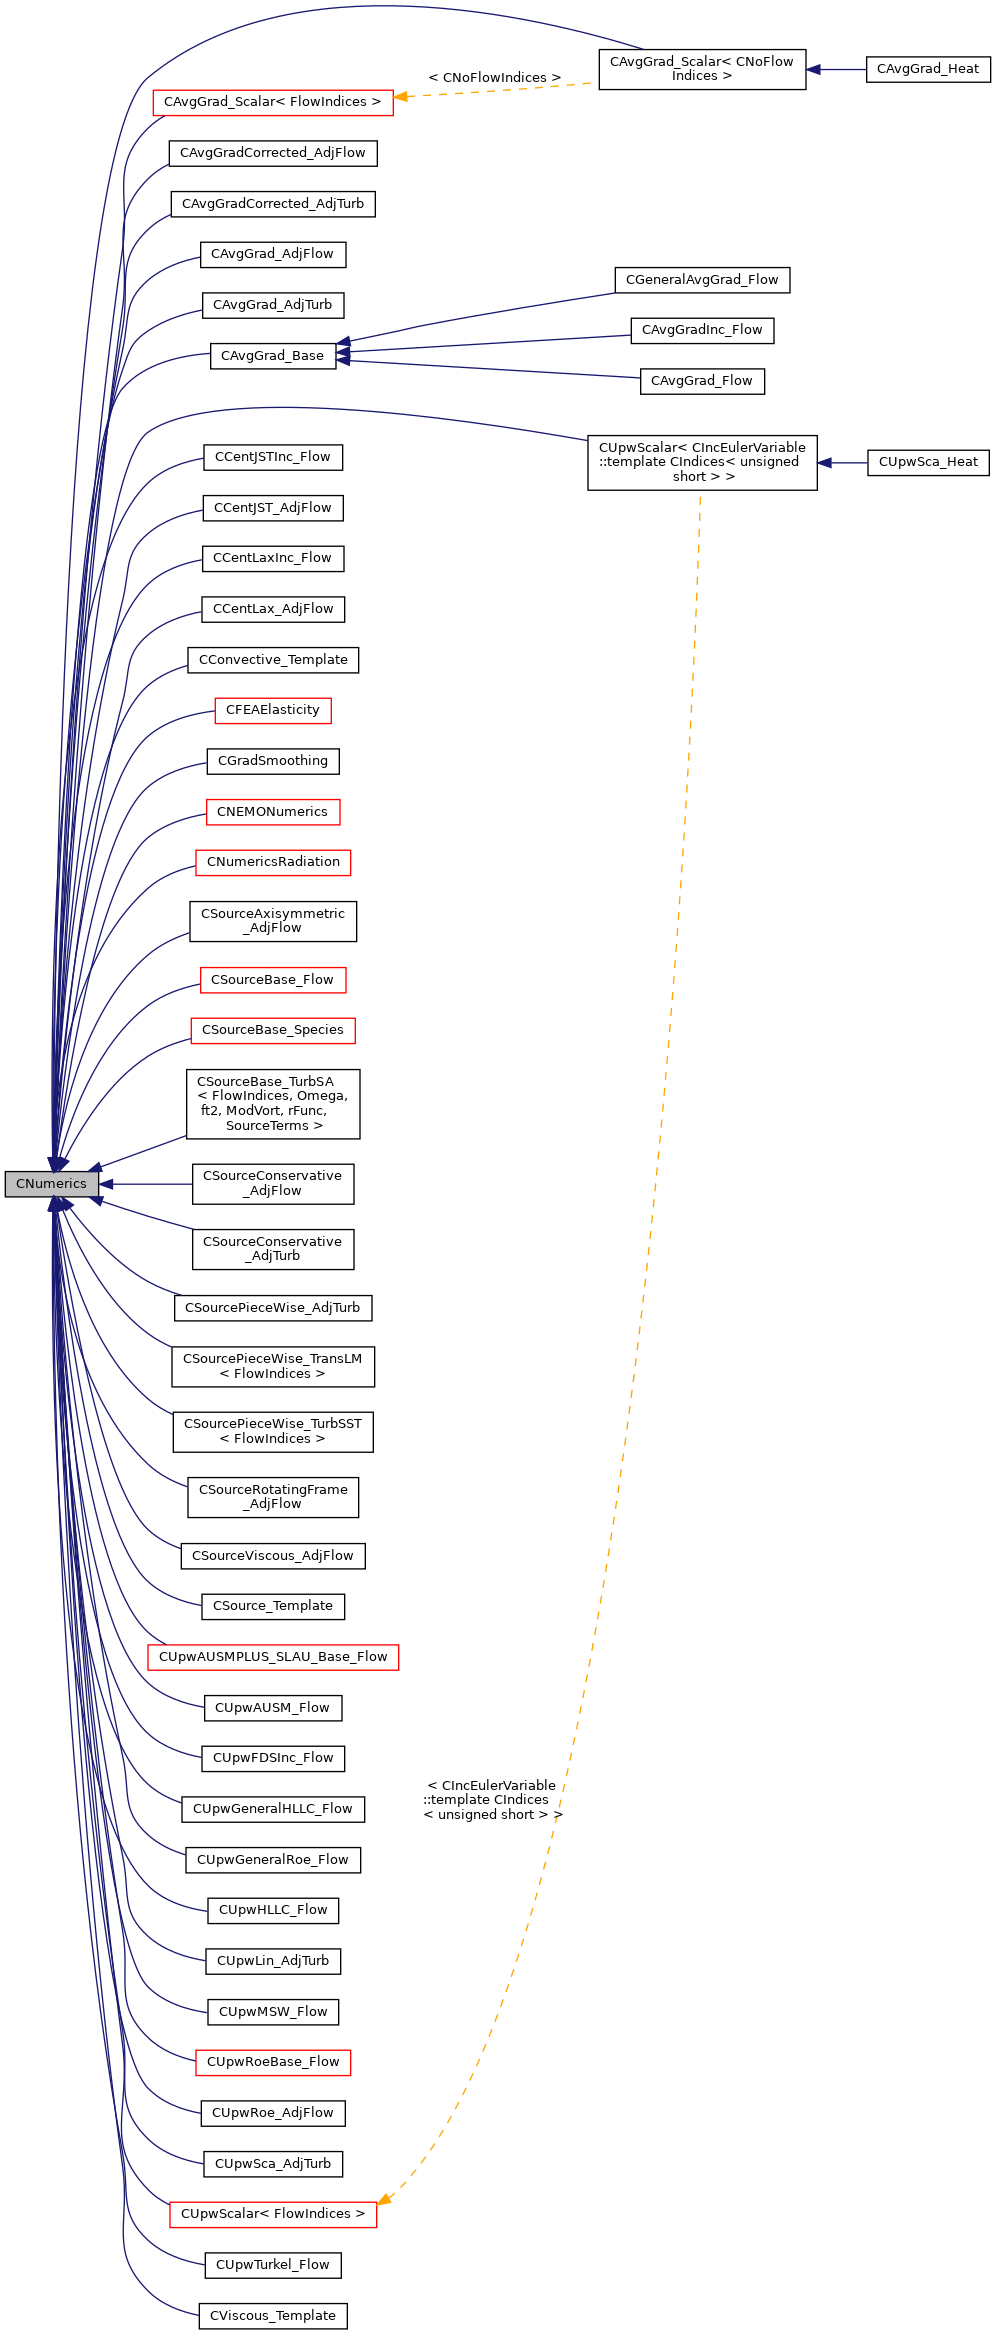 CAvgGrad_Scalar< CNoFlow
Indices >
CAvgGrad_Heat
< CNoFlowIndices >
CAvgGrad_Scalar< FlowIndices >
CAvgGradCorrected_AdjFlow
CAvgGradCorrected_AdjTurb
CAvgGrad_AdjFlow
CAvgGrad_AdjTurb
CAvgGrad_Base
CGeneralAvgGrad_Flow
CAvgGradInc_Flow
CAvgGrad_Flow
CUpwScalar< CIncEulerVariable
::template CIndices< unsigned
short > >
CUpwSca_Heat
CCentJSTInc_Flow
CCentJST_AdjFlow
CCentLaxInc_Flow
CCentLax_AdjFlow
CConvective_Template
CFEAElasticity
CGradSmoothing
CNEMONumerics
CNumericsRadiation
CSourceAxisymmetric
_AdjFlow
CSourceBase_Flow
CSourceBase_Species
CSourceBase_TurbSA
< FlowIndices, Omega,
ft2, ModVort, rFunc,
SourceTerms >
CNumerics
CSourceConservative
_AdjFlow
CSourceConservative
_AdjTurb
CSourcePieceWise_AdjTurb
CSourcePieceWise_TransLM
< FlowIndices >
CSourcePieceWise_TurbSST
< FlowIndices >
CSourceRotatingFrame
_AdjFlow
CSourceViscous_AdjFlow
CSource_Template
CUpwAUSMPLUS_SLAU_Base_Flow
CUpwAUSM_Flow
CUpwFDSInc_Flow
< CIncEulerVariable
::template CIndices
< unsigned short > >
CUpwGeneralHLLC_Flow
CUpwGeneralRoe_Flow
CUpwHLLC_Flow
CUpwLin_AdjTurb
CUpwMSW_Flow
CUpwRoeBase_Flow
CUpwRoe_AdjFlow
CUpwSca_AdjTurb
CUpwScalar< FlowIndices >
CUpwTurkel_Flow
CViscous_Template